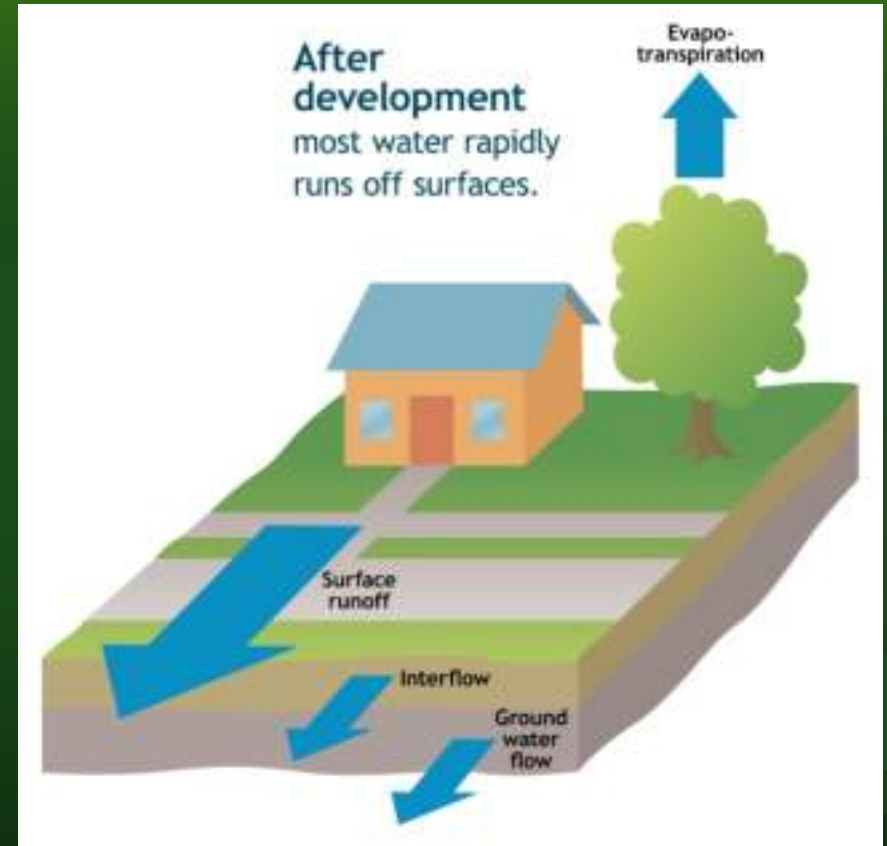 After
development
most water rapidly
runs off surfaces.
Evapo-
transpiration
Surface
runoff
Interflow
Ground
water
flow